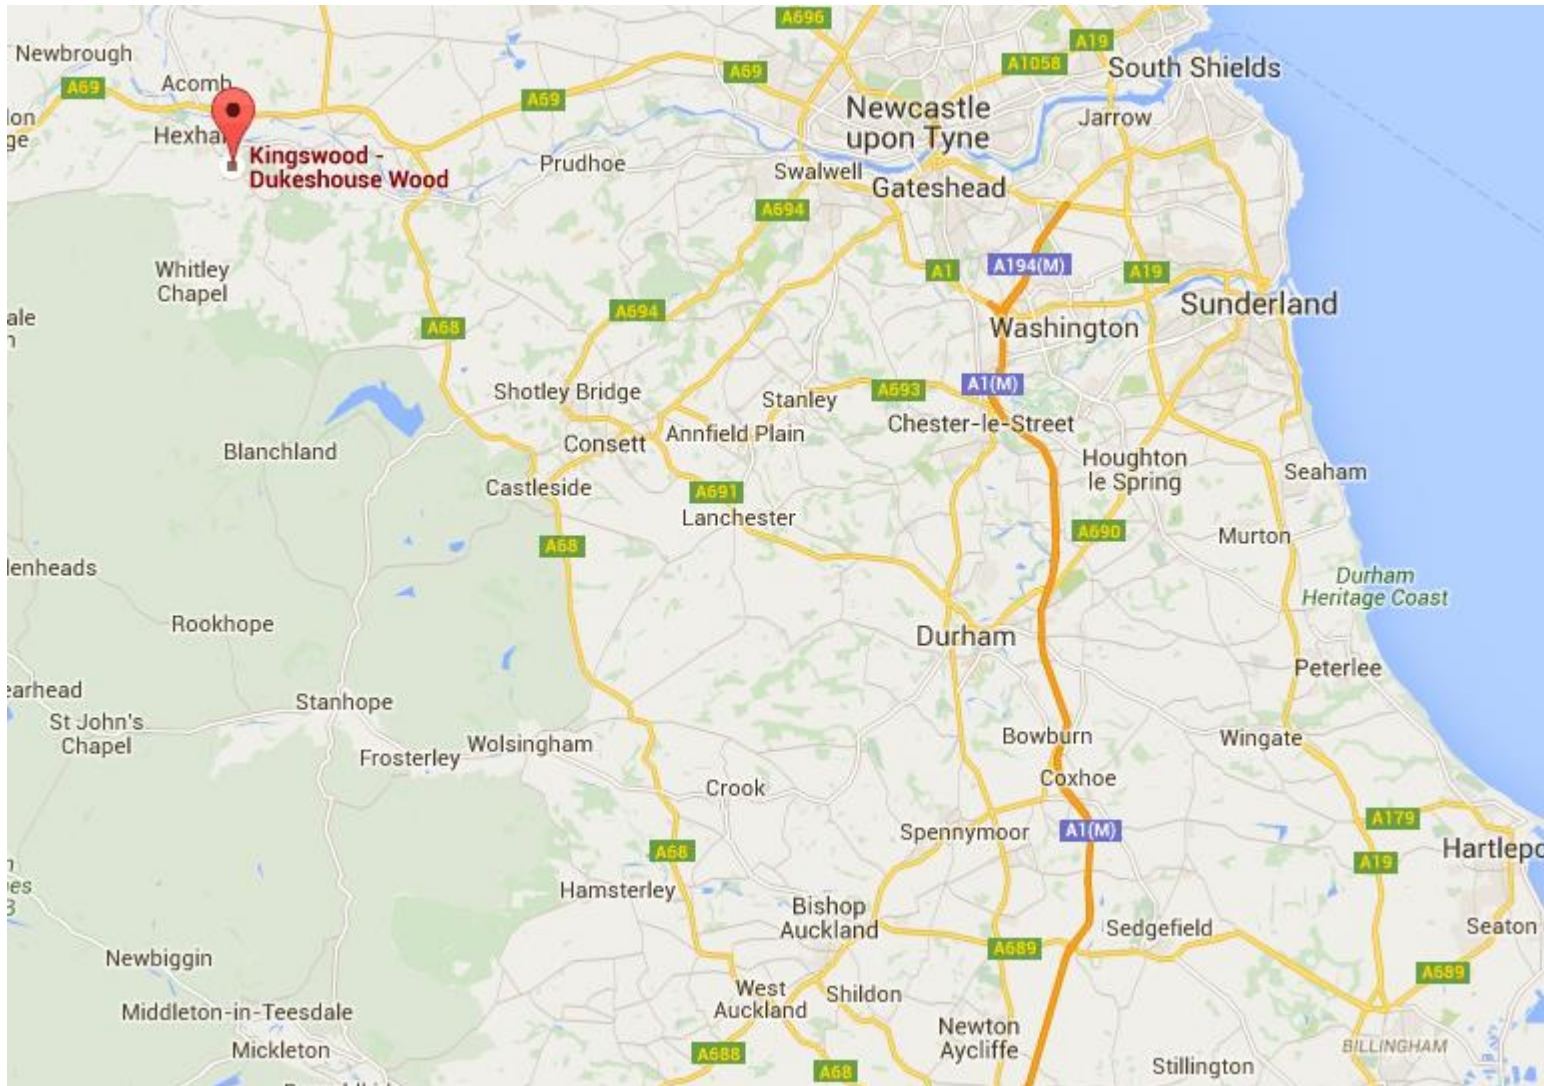 A696
A19
Newbrough
A1058
South Shields
A69
Acomb
A69
A69
Newcastle
upon Tyne
Jarrow
Kingswood -
Dukeshouse Wood
Prudhoe
Swalwell
Gateshead
A694
Whitley
Chapel
A1
A194(M)
A19
A694
Sunderland
A68
Washington
Shotley Bridge
A693
A1(M)
Stanley
Chester-le-Street
Annfield Plain
Consett
Blanchland
Houghton
le Spring
Seaham
Castleside
A691
Lanchester
A690
Murton
A68
Durham
Heritage Coast
Rookhope
Durham
Peterlee
Stanhope
St John's
Chapel
Frosterley
Wolsingham
Bowburn
Wingate
Crook
Coxhoe
A179
Spennymoor
A1(M)
A68
A19
Hartlepo
Hamsterley
Bishop
Auckland
Sedgefield
Seaton
A689
Newbiggin
A689
West
Auckland
Shildon
Middleton-in-Teesdale
Newton
Aycliffe
Mickleton
A688
BILLINGHAM
A68
Stillington